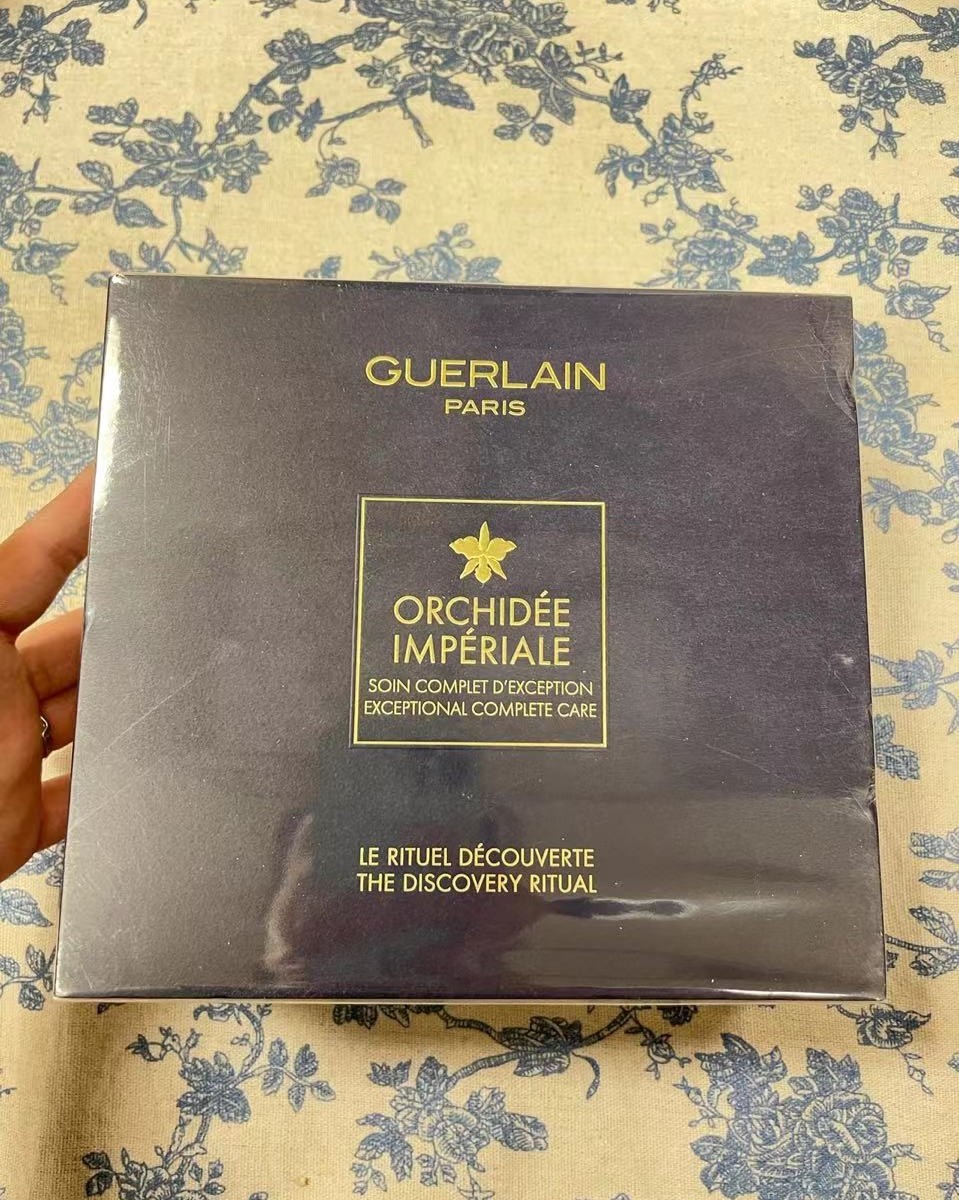 GUERLAIN
PARIS
ORCHIDÉE
IMPÉRIALE
SOIN COMPLET D'EXCEPTION
EXCEPTIONAL COMPLETE CARE
LE RITUEL DÉCOUVERTE
THE DISCOVERY RITUAL